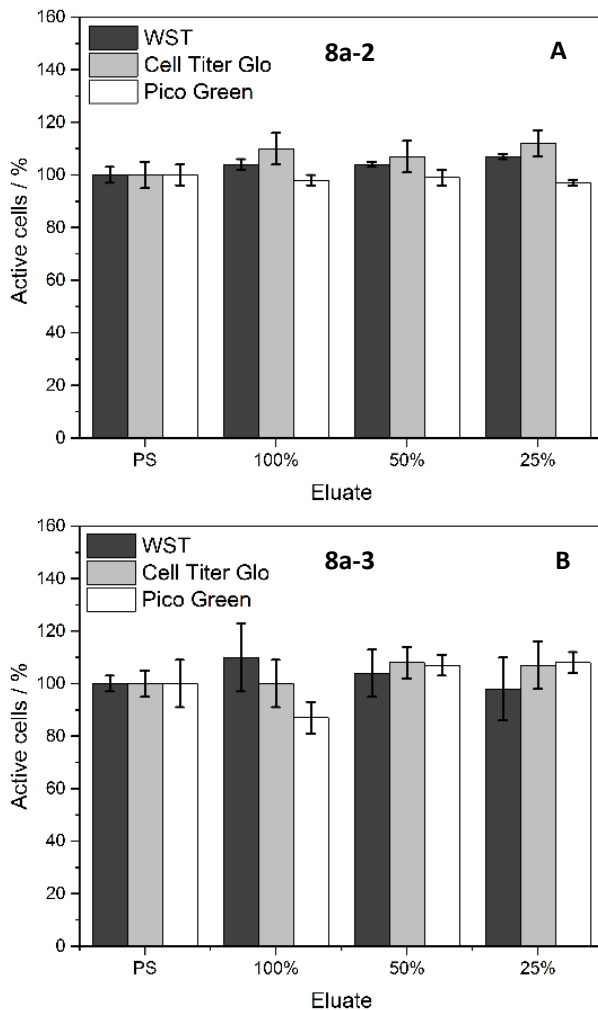 160
140
120
100
80
60
40
20
0
Active cells / %
WST
Cell Titer Glo
Pico Green
8a-2
A
PS 100% 50% 25%
Eluate
160
140
120
100
80
60
40
20
0
Active cells / %
WST
Cell Titer Glo
Pico Green
8a-3
B
PS 100% 50% 25%
Eluate